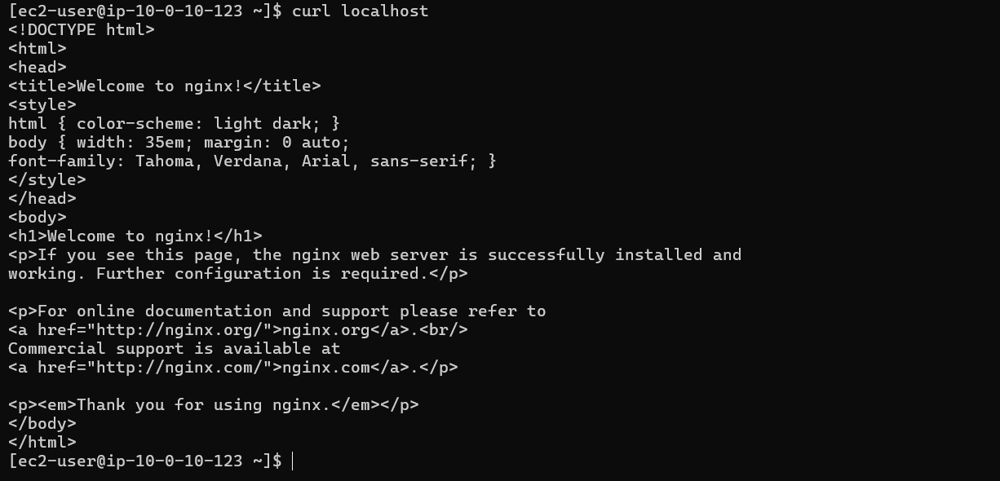 [ec2-user@ip-10-0-10-123 ~]$ curl localhost
<!DOCTYPE html>
<html>
<head>
<title>Welcome to nginx!</title>
<style>
html { color-scheme: light dark; }
body { width: 35em; margin: 0 auto;
font-family: Tahoma, Verdana, Arial, sans-serif; }
</style>
</head>
<body>
<h1>Welcome to nginx!</h1>
<p>If you see this page, the nginx web server is successfully installed and
working. Further configuration is required.</p>

<p>For online documentation and support please refer to
<a href="http://nginx.org/">nginx.org</a>.<br/>
Commercial support is available at
<a href="http://nginx.com/">nginx.com</a>.</p>

<p><em>Thank you for using nginx.</em></p>
</body>
</html>
[ec2-user@ip-10-0-10-123 ~]$